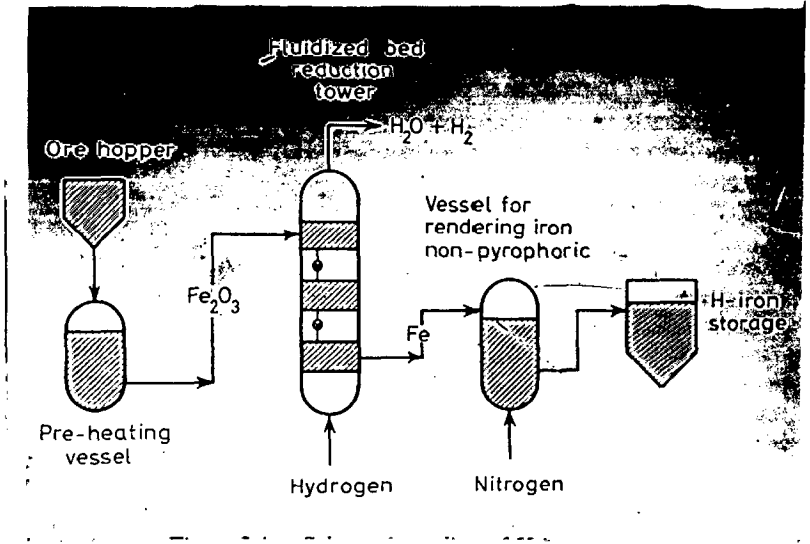 Fluidized bed
reduction
tower
H2O + H2
Ore hopper
Vessel for
rendering iron
non-pyrophoric
Fe2O3
Fe
H-iron
storage
Pre-heating
vessel
Hydrogen
Nitrogen